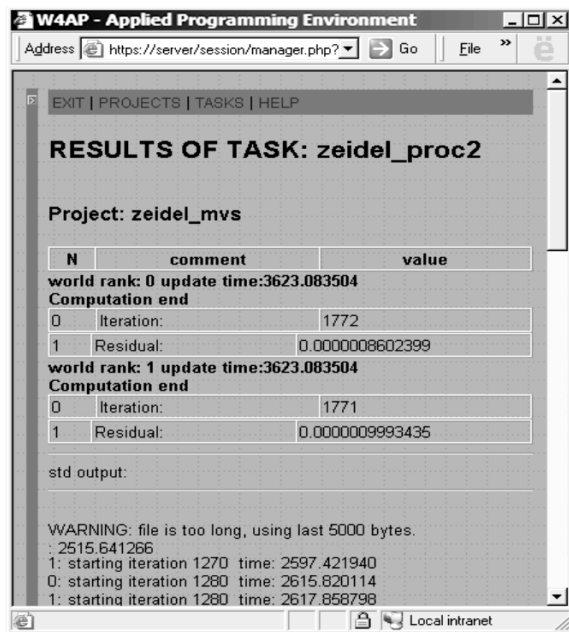 W4AP - Applied Programming Environment
Address https://server/session/manager.php? Go File »
EXIT | PROJECTS | TASKS | HELP
RESULTS OF TASK: zeidel_proc2
Project: zeidel_mvs
N comment value
world rank: 0 update time:3623.083504
Computation end
0 Iteration: 1772
1 Residual: 0.0000008602399
world rank: 1 update time:3623.083504
Computation end
0 Iteration: 1771
1 Residual: 0.0000009993435
std output:
WARNING: file is too long, using last 5000 bytes.
: 2515.641266
1: starting iteration 1270 time: 2597.421940
0: starting iteration 1280 time: 2615.820114
1: starting iteration 1280 time: 2617.858798
Local intranet